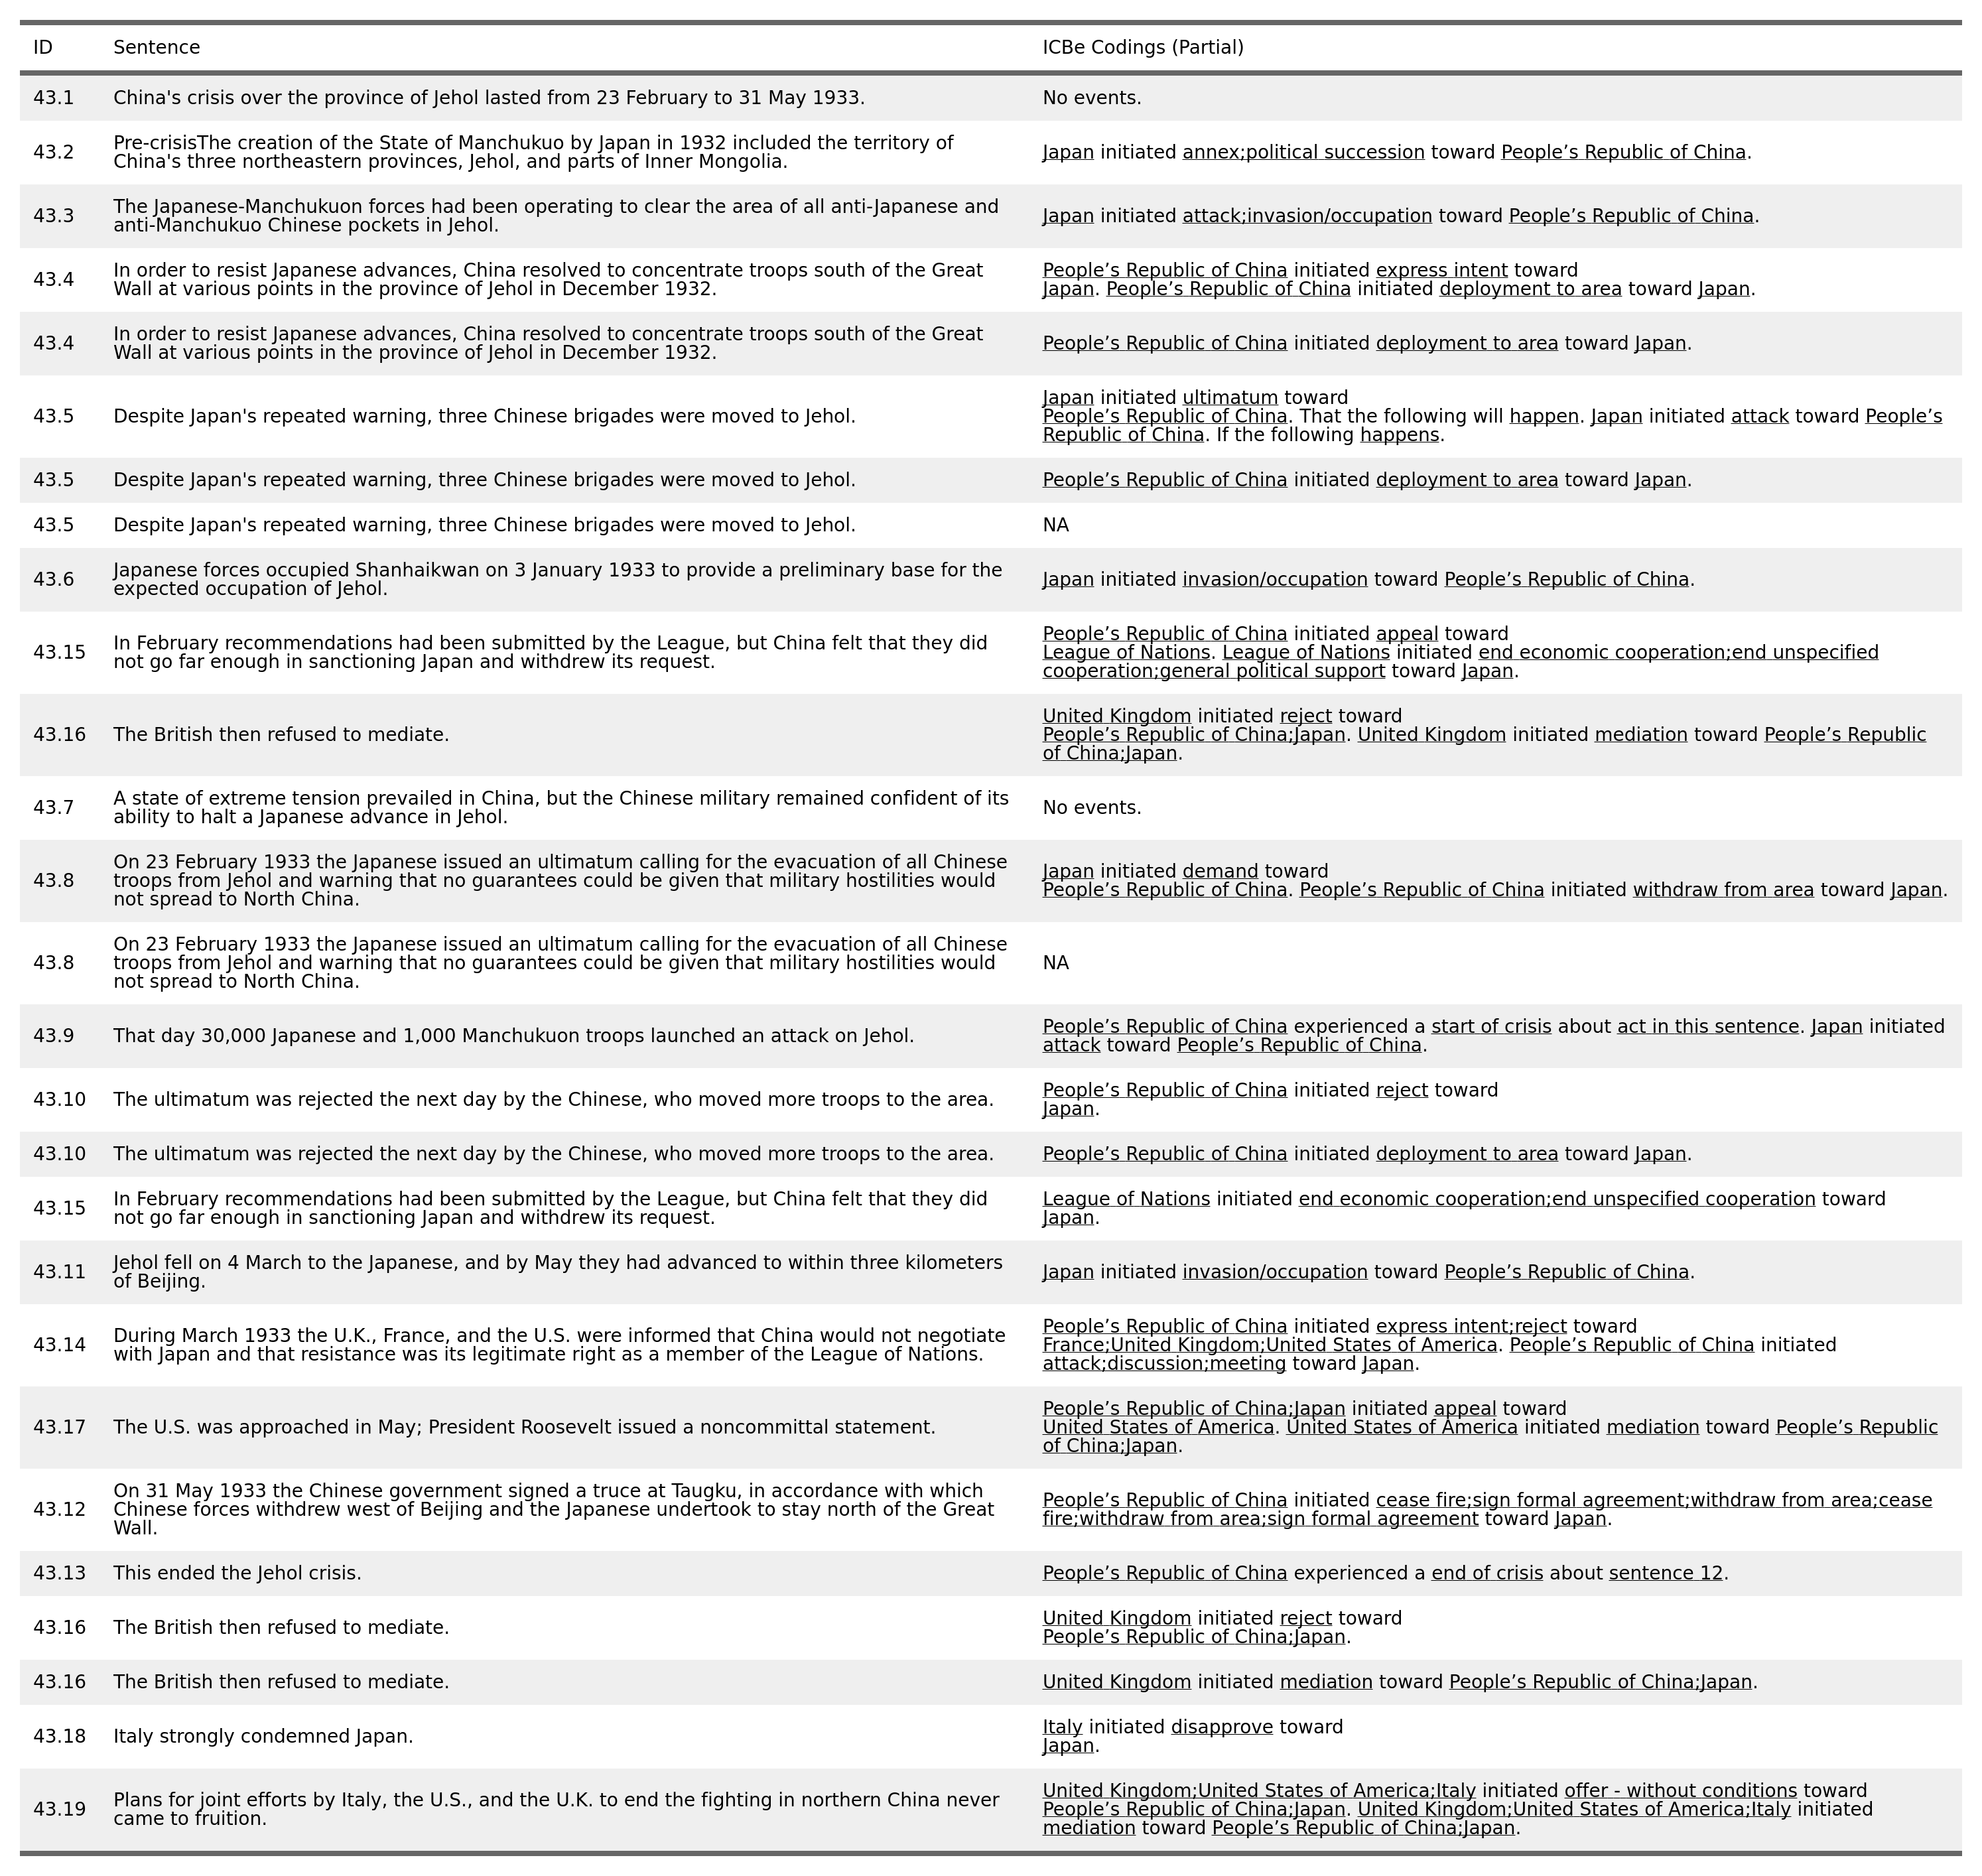 ID Sentence ICBe Codings (Partial)
43.1 China's crisis over the province of Jehol lasted from 23 February to 31 May 1933. No events.
43.2 Pre-crisisThe creation of the State of Manchukuo by Japan in 1932 included the territory of
China's three northeastern provinces, Jehol, and parts of Inner Mongolia.
Japan initiated annex;political succession toward People’s Republic of China.
43.3 The Japanese-Manchukuon forces had been operating to clear the area of all anti-Japanese and
anti-Manchukuo Chinese pockets in Jehol.
Japan initiated attack;invasion/occupation toward People’s Republic of China.
43.4 In order to resist Japanese advances, China resolved to concentrate troops south of the Great
Wall at various points in the province of Jehol in December 1932.
People’s Republic of China initiated express intent toward
Japan. People’s Republic of China initiated deployment to area toward Japan.
43.4 In order to resist Japanese advances, China resolved to concentrate troops south of the Great
Wall at various points in the province of Jehol in December 1932.
People’s Republic of China initiated deployment to area toward Japan.
43.5 Despite Japan's repeated warning, three Chinese brigades were moved to Jehol.
Japan initiated ultimatum toward
People’s Republic of China. That the following will happen. Japan initiated attack toward People’s
Republic of China. If the following happens.
43.5 Despite Japan's repeated warning, three Chinese brigades were moved to Jehol. People’s Republic of China initiated deployment to area toward Japan.
43.5 Despite Japan's repeated warning, three Chinese brigades were moved to Jehol. NA
43.6 Japanese forces occupied Shanhaikwan on 3 January 1933 to provide a preliminary base for the
expected occupation of Jehol.
Japan initiated invasion/occupation toward People’s Republic of China.
43.15 In February recommendations had been submitted by the League, but China felt that they did
not go far enough in sanctioning Japan and withdrew its request.
People’s Republic of China initiated appeal toward
League of Nations. League of Nations initiated end economic cooperation;end unspecified
cooperation;general political support toward Japan.
43.16 The British then refused to mediate.
United Kingdom initiated reject toward
People’s Republic of China;Japan. United Kingdom initiated mediation toward People’s Republic
of China;Japan.
43.7 A state of extreme tension prevailed in China, but the Chinese military remained confident of its
ability to halt a Japanese advance in Jehol.
No events.
43.8 On 23 February 1933 the Japanese issued an ultimatum calling for the evacuation of all Chinese
troops from Jehol and warning that no guarantees could be given that military hostilities would
not spread to North China.
Japan initiated demand toward
People’s Republic of China. People’s Republic of China initiated withdraw from area toward Japan.
43.8 On 23 February 1933 the Japanese issued an ultimatum calling for the evacuation of all Chinese
troops from Jehol and warning that no guarantees could be given that military hostilities would
not spread to North China.
NA
43.9 That day 30,000 Japanese and 1,000 Manchukuon troops launched an attack on Jehol.
People’s Republic of China experienced a start of crisis about act in this sentence. Japan initiated
attack toward People’s Republic of China.
43.10 The ultimatum was rejected the next day by the Chinese, who moved more troops to the area.
People’s Republic of China initiated reject toward
Japan.
43.10 The ultimatum was rejected the next day by the Chinese, who moved more troops to the area. People’s Republic of China initiated deployment to area toward Japan.
43.15 In February recommendations had been submitted by the League, but China felt that they did
not go far enough in sanctioning Japan and withdrew its request.
League of Nations initiated end economic cooperation;end unspecified cooperation toward
Japan.
43.11 Jehol fell on 4 March to the Japanese, and by May they had advanced to within three kilometers
of Beijing.
Japan initiated invasion/occupation toward People’s Republic of China.
43.14 During March 1933 the U.K., France, and the U.S. were informed that China would not negotiate
with Japan and that resistance was its legitimate right as a member of the League of Nations.
People’s Republic of China initiated express intent;reject toward
France;United Kingdom;United States of America. People’s Republic of China initiated
attack;discussion;meeting toward Japan.
43.17 The U.S. was approached in May; President Roosevelt issued a noncommittal statement.
People’s Republic of China;Japan initiated appeal toward
United States of America. United States of America initiated mediation toward People’s Republic
of China;Japan.
43.12 On 31 May 1933 the Chinese government signed a truce at Taugku, in accordance with which
Chinese forces withdrew west of Beijing and the Japanese undertook to stay north of the Great
Wall.
People’s Republic of China initiated cease fire;sign formal agreement;withdraw from area;cease
fire;withdraw from area;sign formal agreement toward Japan.
43.13 This ended the Jehol crisis. People’s Republic of China experienced a end of crisis about sentence 12.
43.16 The British then refused to mediate.
United Kingdom initiated reject toward
People’s Republic of China;Japan.
43.16 The British then refused to mediate. United Kingdom initiated mediation toward People’s Republic of China;Japan.
43.18 Italy strongly condemned Japan.
Italy initiated disapprove toward
Japan.
43.19 Plans for joint efforts by Italy, the U.S., and the U.K. to end the fighting in northern China never
came to fruition.
United Kingdom;United States of America;Italy initiated offer - without conditions toward
People’s Republic of China;Japan. United Kingdom;United States of America;Italy initiated
mediation toward People’s Republic of China;Japan.